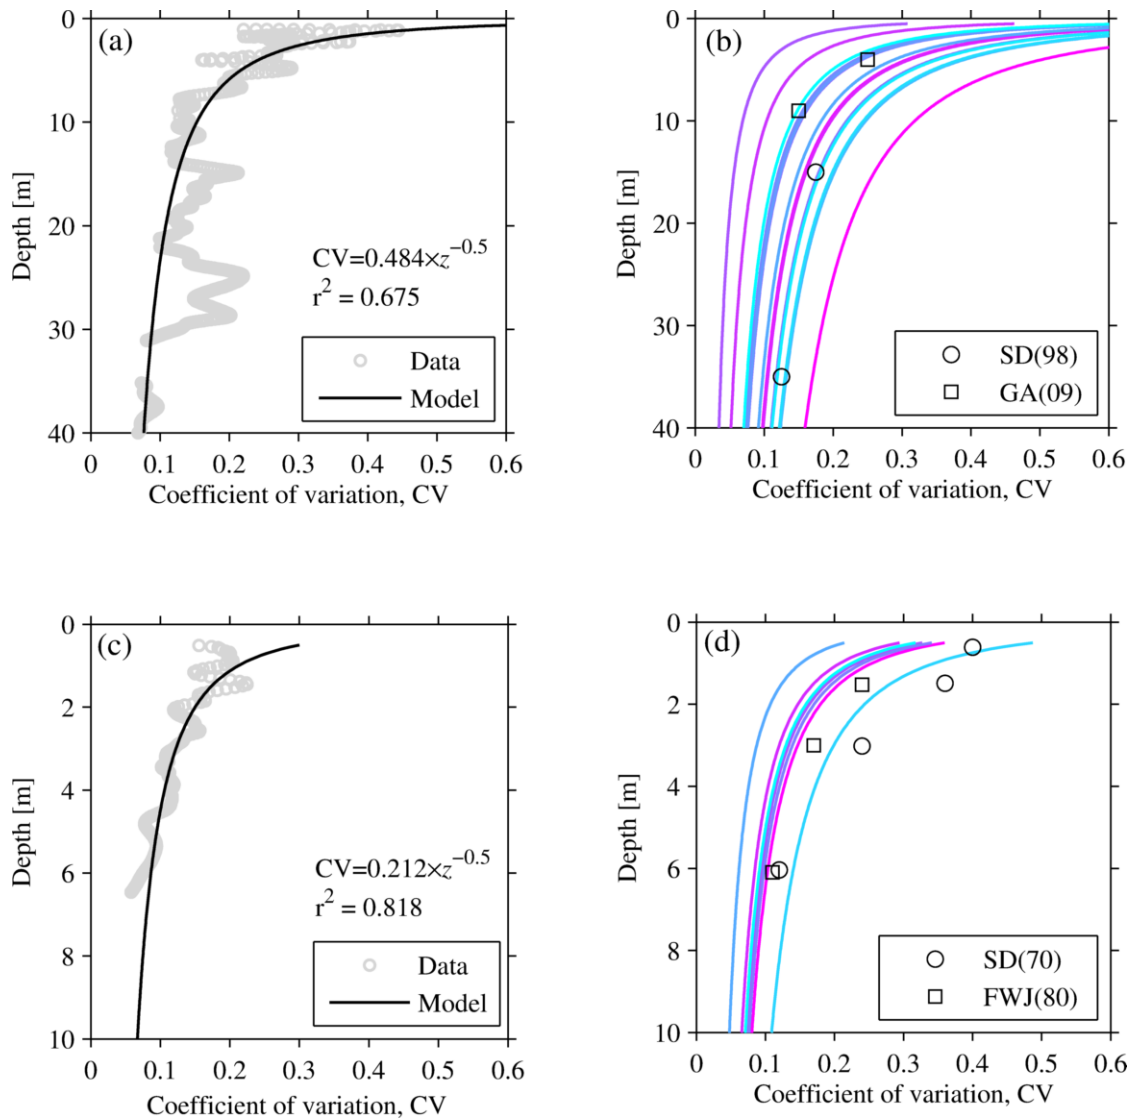 (a)
0
10
20
30
40
Depth [m]
CV=0.484×z^−0.5
r^2 = 0.675
Data
Model
0 0.1 0.2 0.3 0.4 0.5 0.6
Coefficient of variation, CV
(b)
0
10
20
30
40
Depth [m]
SD(98)
GA(09)
0 0.1 0.2 0.3 0.4 0.5 0.6
Coefficient of variation, CV
(c)
0
2
4
6
8
10
Depth [m]
CV=0.212×z^−0.5
r^2 = 0.818
Data
Model
0 0.1 0.2 0.3 0.4 0.5 0.6
Coefficient of variation, CV
(d)
0
2
4
6
8
10
Depth [m]
SD(70)
FWJ(80)
0 0.1 0.2 0.3 0.4 0.5 0.6
Coefficient of variation, CV